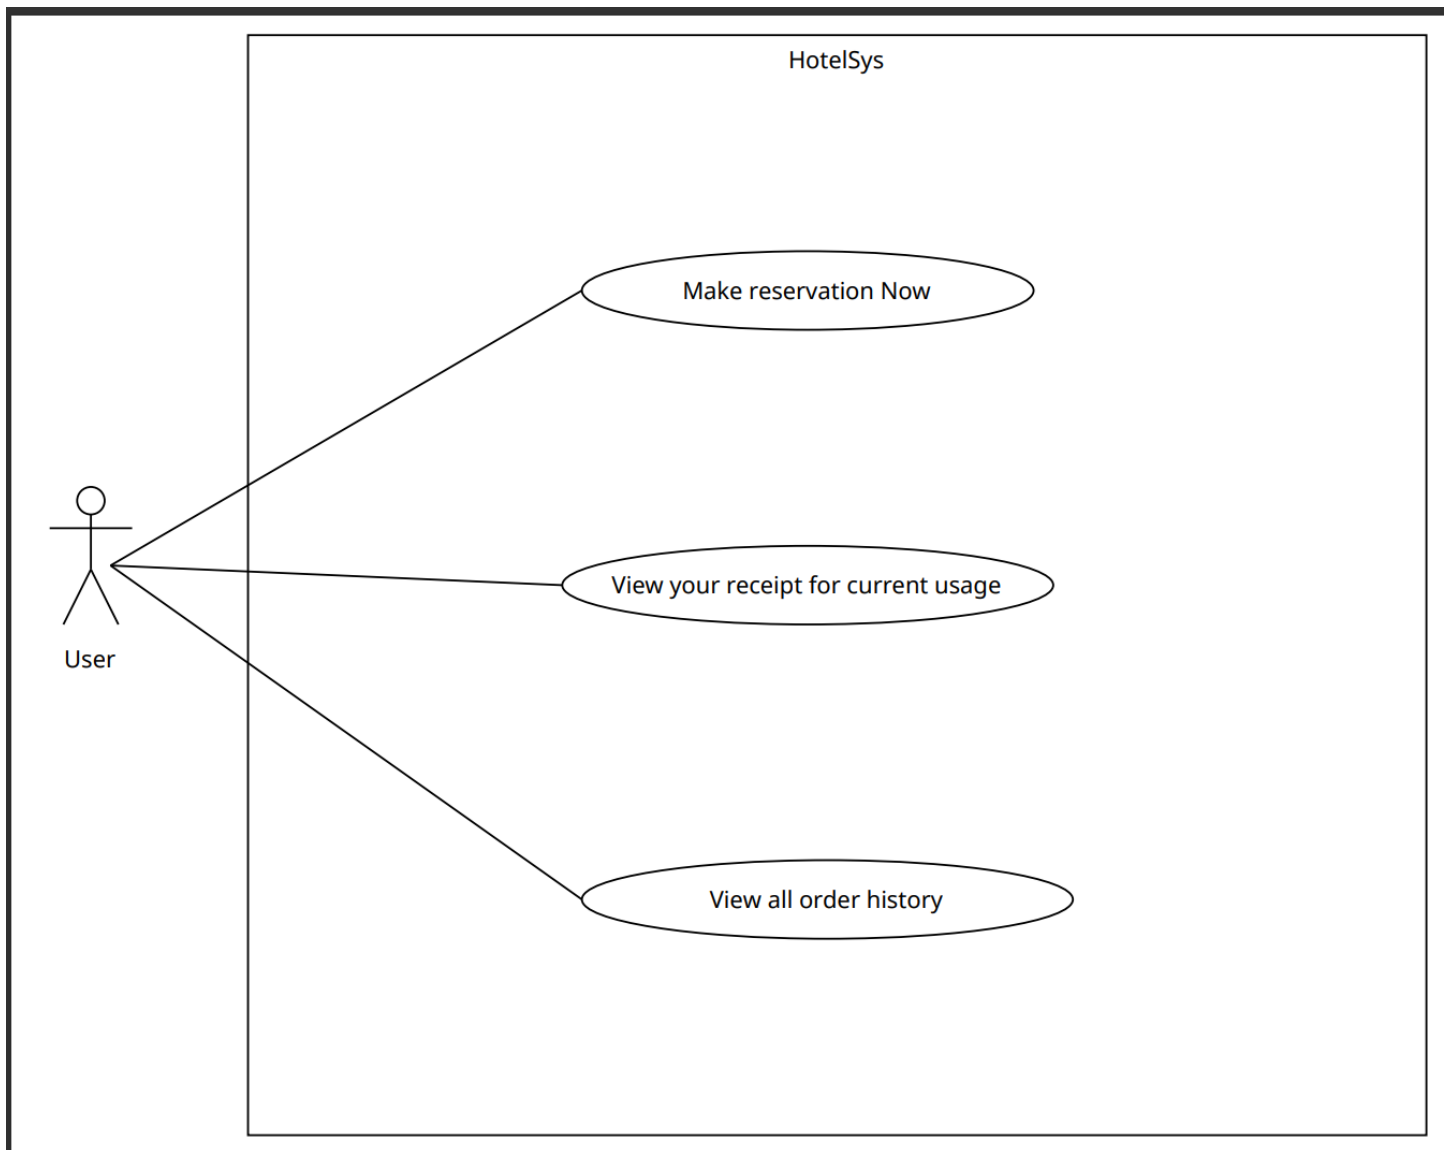 HotelSys
Make reservation Now
View your receipt for current usage
User
View all order history